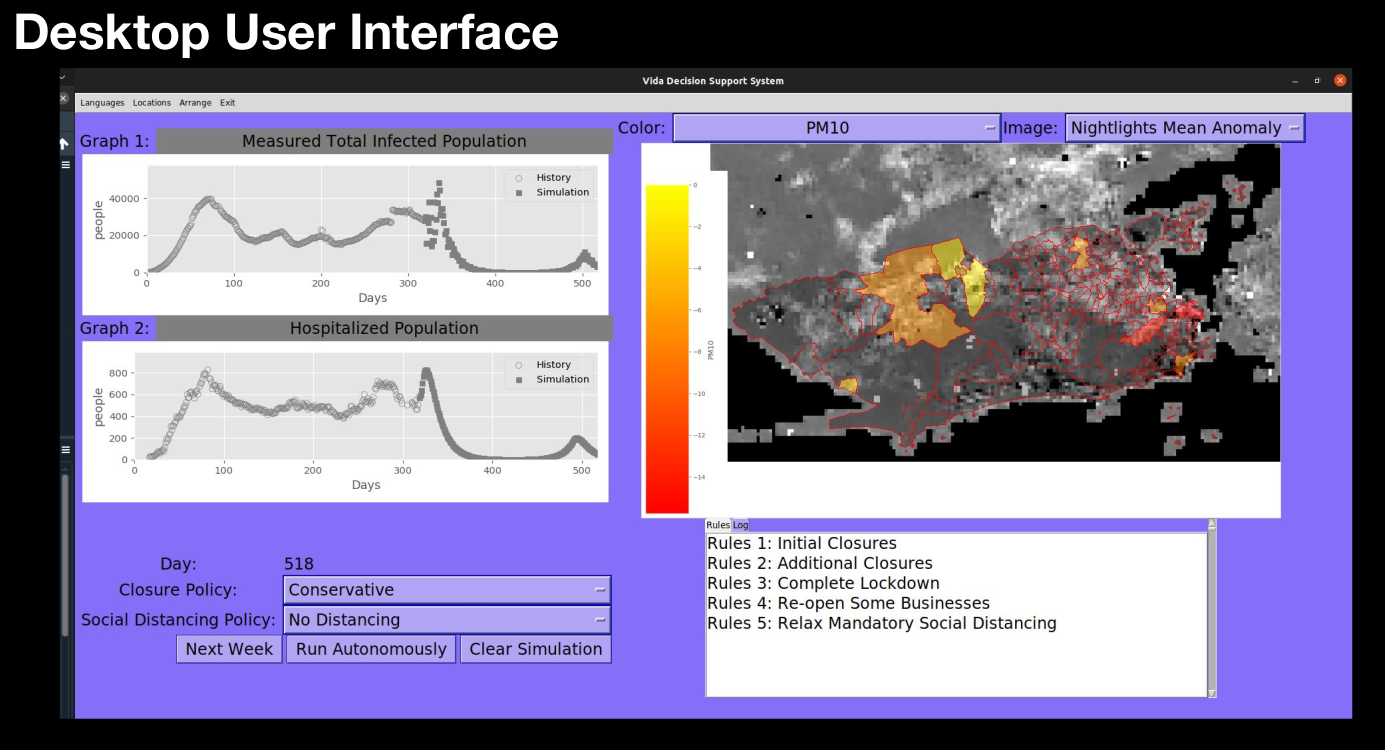 Desktop User Interface
Vida Decision Support System
Languages Locations Arrange Exit
Graph 1: Measured Total Infected Population
History
Simulation
people
40000
20000
0
0 100 200 300 400 500
Days
Graph 2: Hospitalized Population
History
Simulation
people
800
600
400
200
0
0 100 200 300 400 500
Days
Day: 518
Closure Policy: Conservative
Social Distancing Policy: No Distancing
Next Week Run Autonomously Clear Simulation
Color: PM10 Image: Nightlights Mean Anomaly
0
−2
−4
−6
−8
−10
−12
−14
PM10
Rules Log
Rules 1: Initial Closures
Rules 2: Additional Closures
Rules 3: Complete Lockdown
Rules 4: Re-open Some Businesses
Rules 5: Relax Mandatory Social Distancing